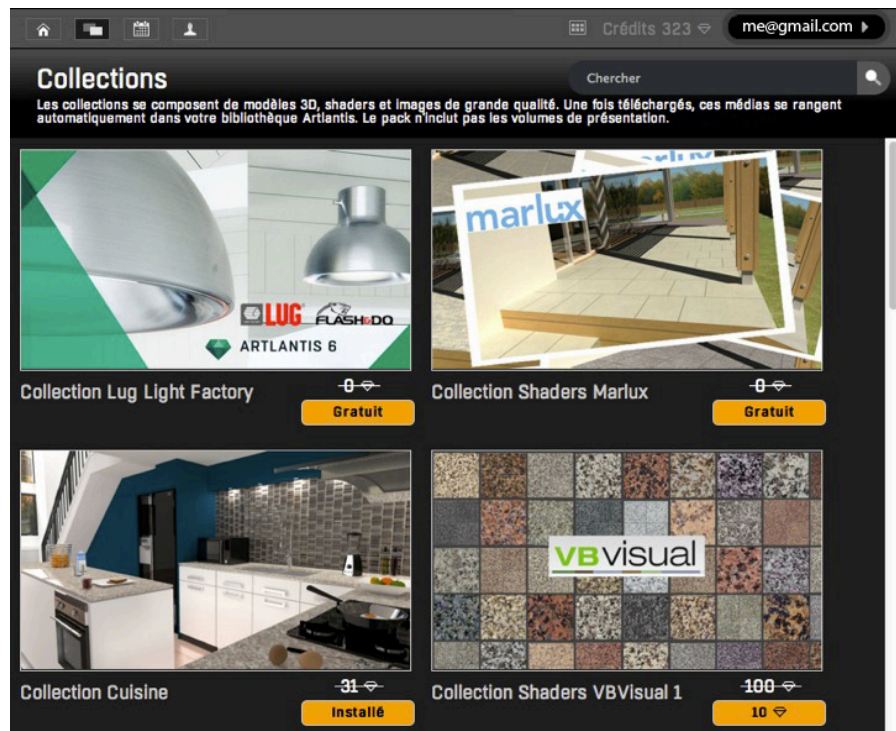 Crédits 323
me@gmail.com
Collections
Chercher
Les collections se composent de modèles 3D, shaders et images de grande qualité. Une fois téléchargés, ces médias se rangent
automatiquement dans votre bibliothèque Artlantis. Le pack n'inclut pas les volumes de présentation.
LUG FLASH&DQ
ARTLANTIS 6
marlux
marlux
Collection Lug Light Factory
0
Gratuit
Collection Shaders Marlux
0
Gratuit
VBvisual
Collection Cuisine
31
Installé
Collection Shaders VBVisual 1
100
10